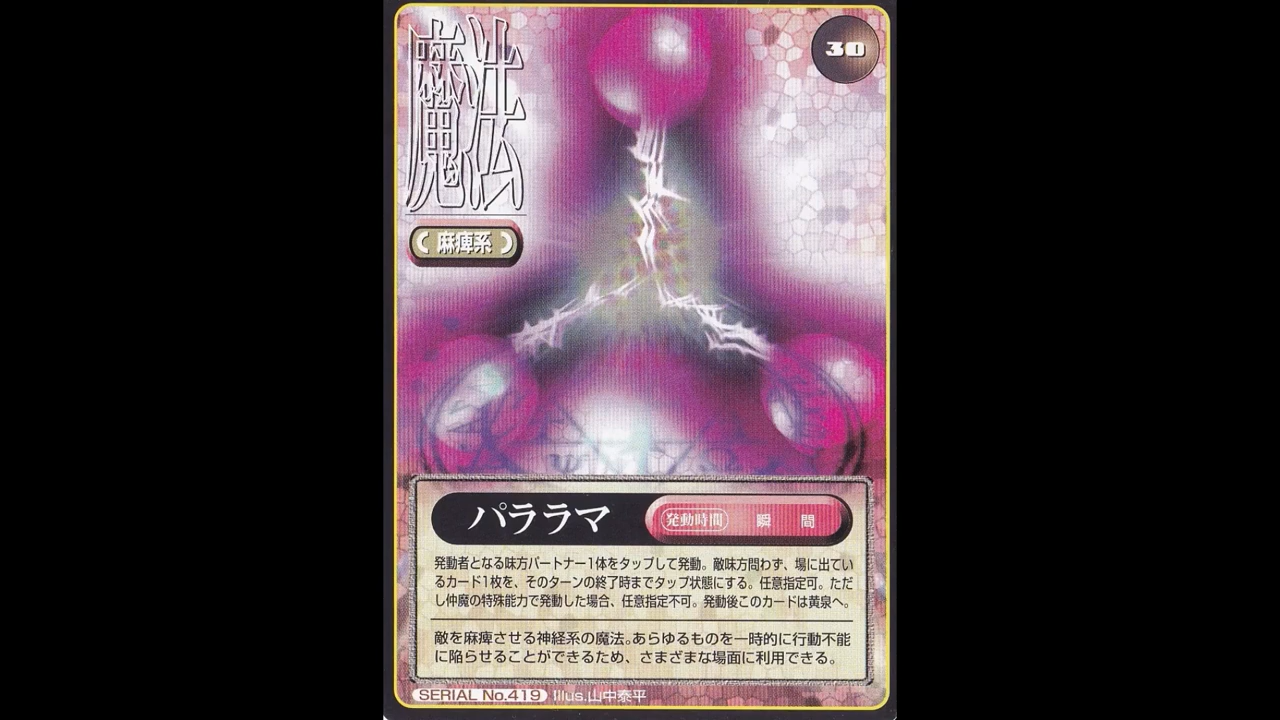 魔法
30
麻痺系
パララマ
発動時間 瞬間
発動者となる味方パートナー1体をタップして発動。敵味方問わず、場に出てい
るカード1枚を、そのターンの終了時までタップ状態にする。任意指定可。ただ
し仲魔の特殊能力で発動した場合、任意指定不可。発動後このカードは黄泉へ。
敵を麻痺させる神経系の魔法。あらゆるものを一時的に行動不能
に陥らせることができるため、さまざまな場面に利用できる。
SERIAL No.419 Illus.山中泰平